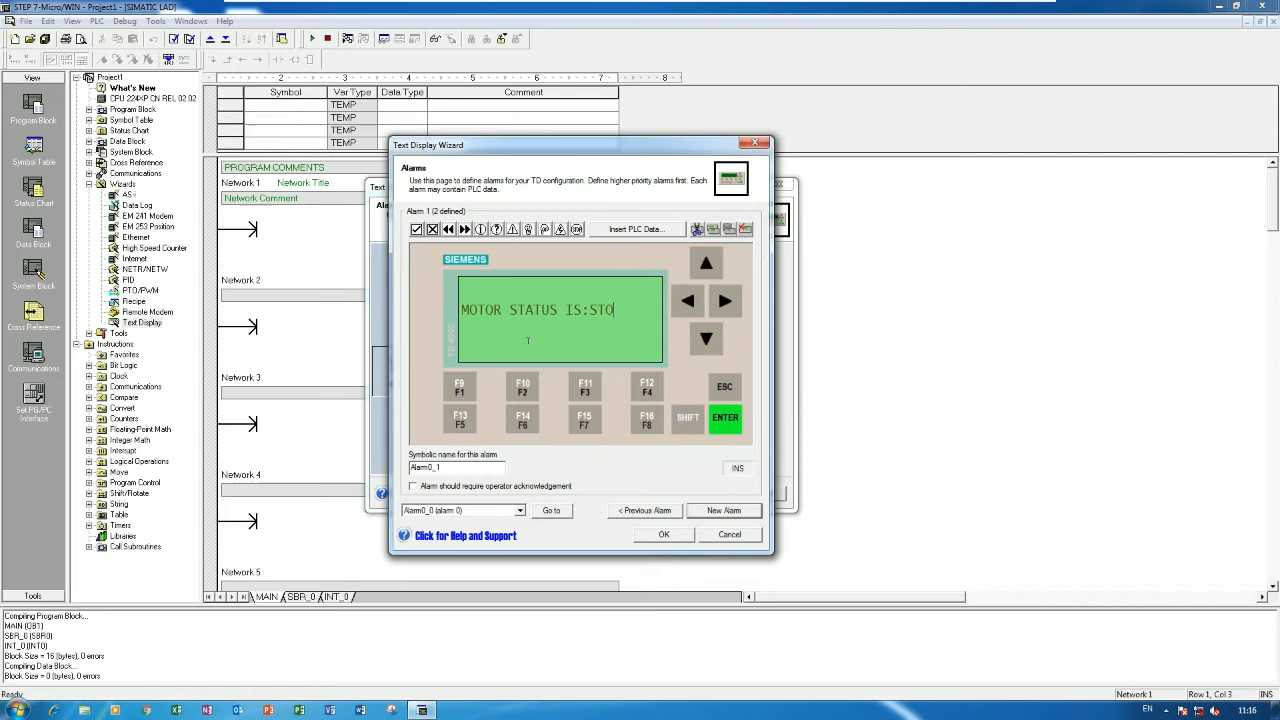 STEP 7-Micro/WIN - Project1 - [SIMATIC LAD]
File Edit View PLC Debug Tools Windows Help
View
Program Block
Symbol Table
Status Chart
Data Block
System Block
Cross Reference
Communications
Set PG/PC
Interface
Tools
Project1
What's New
CPU 224XP CN REL 02.02
Program Block
Symbol Table
Status Chart
Data Block
System Block
Cross Reference
Communications
Wizards
AS-i
Data Log
EM 241 Modem
EM 253 Position
Ethernet
High Speed Counter
Internet
NETR/NETW
PID
PTO/PWM
Recipe
Text Display
Tools
Instructions
Favorites
Bit Logic
Clock
Communications
Compare
Convert
Counters
Floating-Point Math
Integer Math
Interrupt
Logical Operations
Move
Program Control
Shift/Rotate
String
Table
Timers
Libraries
Call Subroutines
2 3 4 5 6 7 8
Symbol Var Type Data Type Comment
TEMP
TEMP
TEMP
TEMP
PROGRAM COMMENTS
Network 1 Network Title
Network Comment
Network 2
Network 3
Network 4
Network 5
MAIN SBR_0 INT_0
Text Display Wizard
Alarms
Use this page to define alarms for your TD configuration. Define higher priority alarms first. Each
alarm may contain PLC data.
Alarm 1 (2 defined)
Insert PLC Data...
SIEMENS
TD 400C
MOTOR STATUS IS:STO
F9 F10 F11 F12
F1 F2 F3 F4
ESC
F13 F14 F15 F16
F5 F6 F7 F8
SHIFT ENTER
Symbolic name for this alarm
Alarm0_1
INS
Alarm should require operator acknowledgement
Alarm0_0 (alarm 0) Go to < Previous Alarm New Alarm
Click for Help and Support OK Cancel
Compiling Program Block...
MAIN (OB1)
SBR_0 (SBR0)
INT_0 (INT0)
Block Size = 16 (bytes), 0 errors
Compiling Data Block...
Block Size = 0 (bytes), 0 errors
Ready Network 1 Row 1, Col 3 INS
EN 11:16